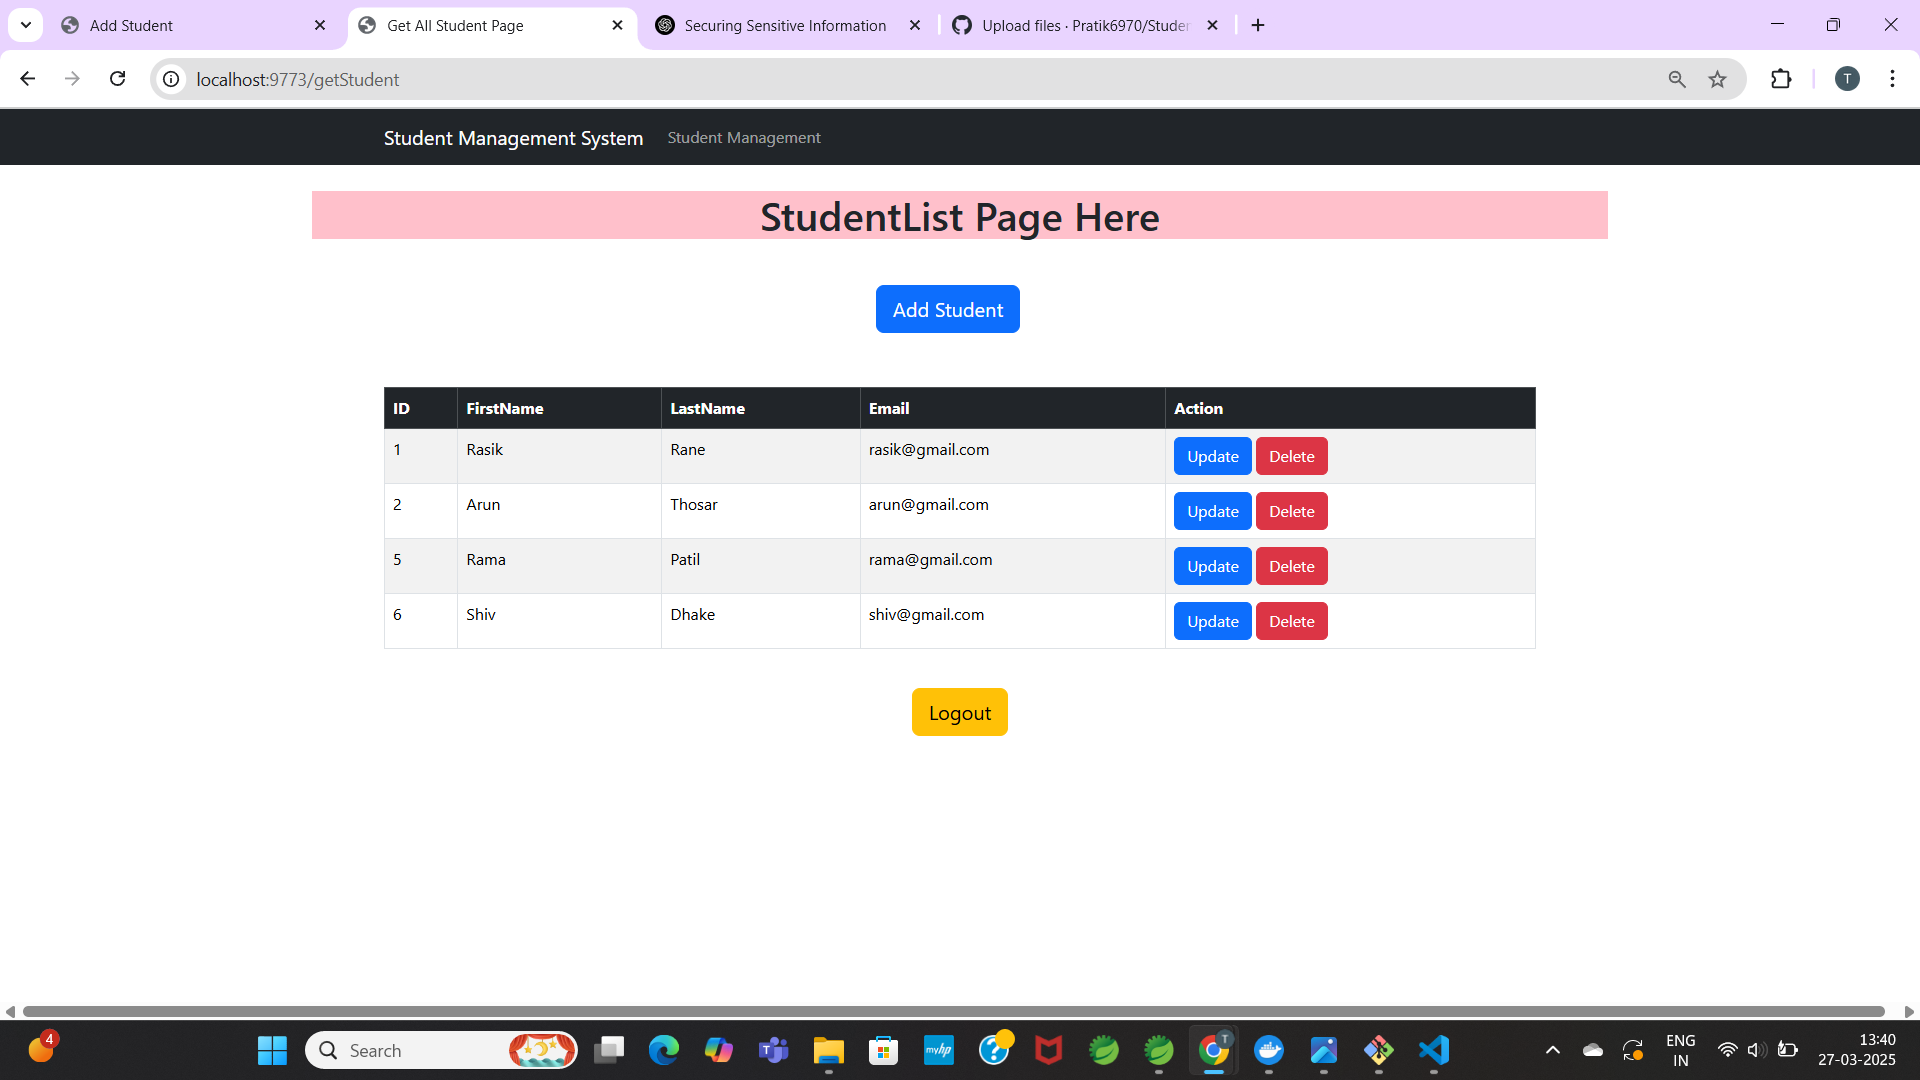 Add Student
Get All Student Page
Securing Sensitive Information
Upload files · Pratik6970/Studen
localhost:9773/getStudent
T
Student Management System Student Management
StudentList Page Here
Add Student
ID FirstName LastName Email Action
1 Rasik Rane rasik@gmail.com Update Delete
2 Arun Thosar arun@gmail.com Update Delete
5 Rama Patil rama@gmail.com Update Delete
6 Shiv Dhake shiv@gmail.com Update Delete
Logout
4
Search
myhp
T
ENG
IN
13:40
27-03-2025